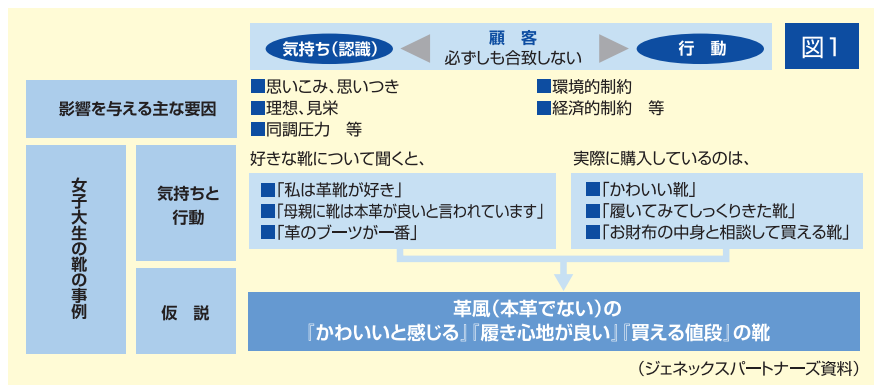 顧　客
気持ち（認識）
必ずしも合致しない
行　動
図1
影響を与える主な要因
■思いこみ、思いつき
■理想、見栄
■同調圧力　等
■環境的制約
■経済的制約　等
女子大生の靴の事例
気持ちと
行動
好きな靴について聞くと、
■「私は革靴が好き」
■「母親に靴は本革が良いと言われています」
■「革のブーツが一番」
実際に購入しているのは、
■「かわいい靴」
■「履いてみてしっくりきた靴」
■「お財布の中身と相談して買える靴」
仮　説
革風（本革でない）の
『かわいいと感じる』『履き心地が良い』『買える値段』の靴
（ジェネックスパートナーズ資料）